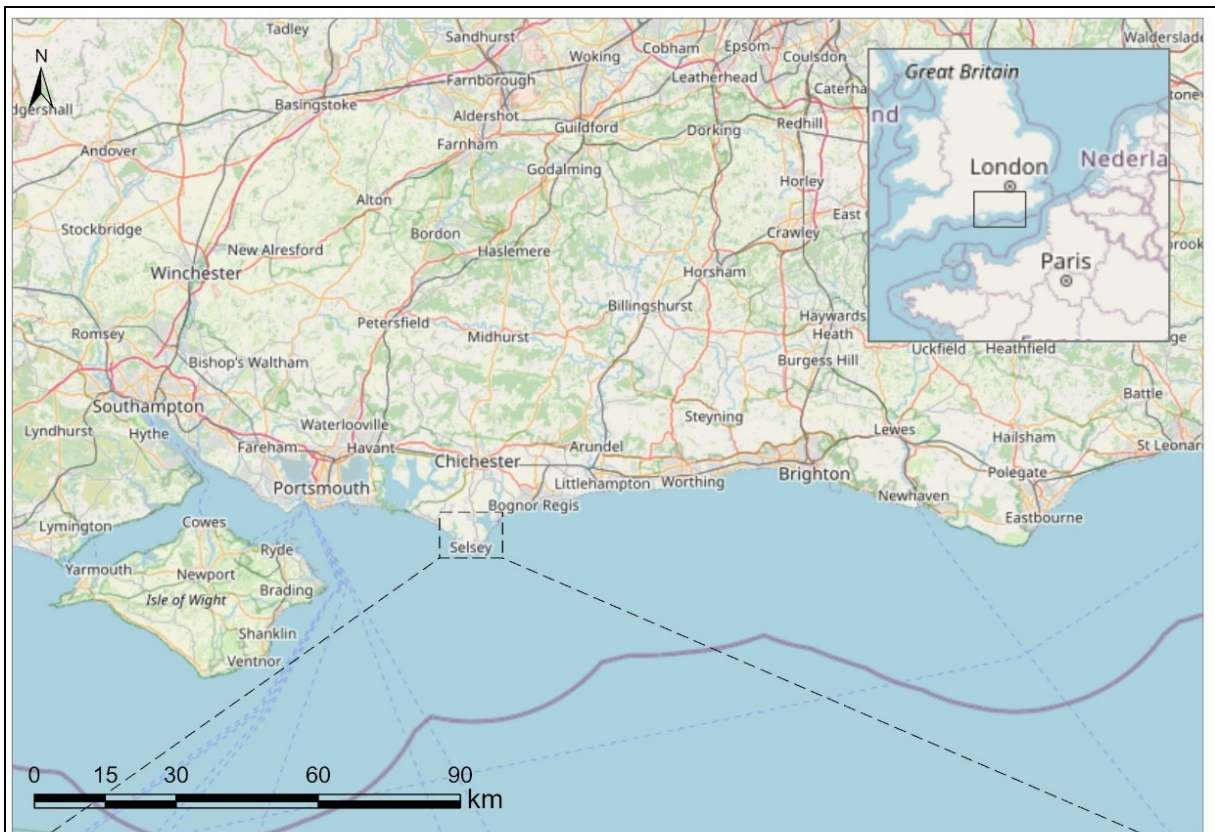 Tadley
Sandhurst
Cobham
Epsom
Coulsdon
Walderslade
N
Woking
Leatherhead
Farnborough
Caterha
dgershall
Basingstoke
Great Britain
Aldershot
Guildford
Dorking
Redhill
nd
Andover
Farnham
Godalming
London
Nederla
Horley
Alton
East
Stockbridge
Bordon
New Alresford
Haslemere
Crawley
Winchester
Horsham
Paris
Billingshurst
Petersfield
Haywards
Heath
Romsey
Midhurst
Uckfield
Heathfield
Bishop's Waltham
Burgess Hill
Battle
Southampton
Steyning
Waterlooville
Lyndhurst
Hythe
Lewes
Hailsham
Fareham
Havant
Arundel
St Leonar
Chichester
Polegate
Portsmouth
Littlehampton
Worthing
Brighton
Newhaven
Bognor Regis
Lymington
Cowes
Eastbourne
Ryde
Selsey
Yarmouth
Newport
Brading
Isle of Wight
Shanklin
Ventnor
0 15 30 60 90
km